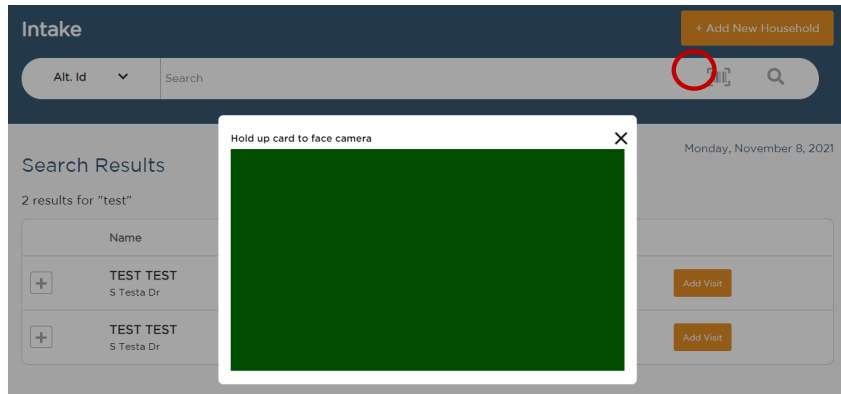 Intake
+ Add New Household
Alt. Id
Search
Hold up card to face camera
Monday, November 8, 2021
Search Results
2 results for "test"
Name
TEST TEST
S Testa Dr
Add Visit
TEST TEST
S Testa Dr
Add Visit